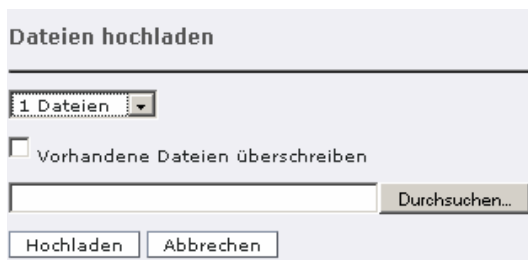 Dateien hochladen
1 Dateien
Vorhandene Dateien überschreiben
Durchsuchen...
Hochladen Abbrechen